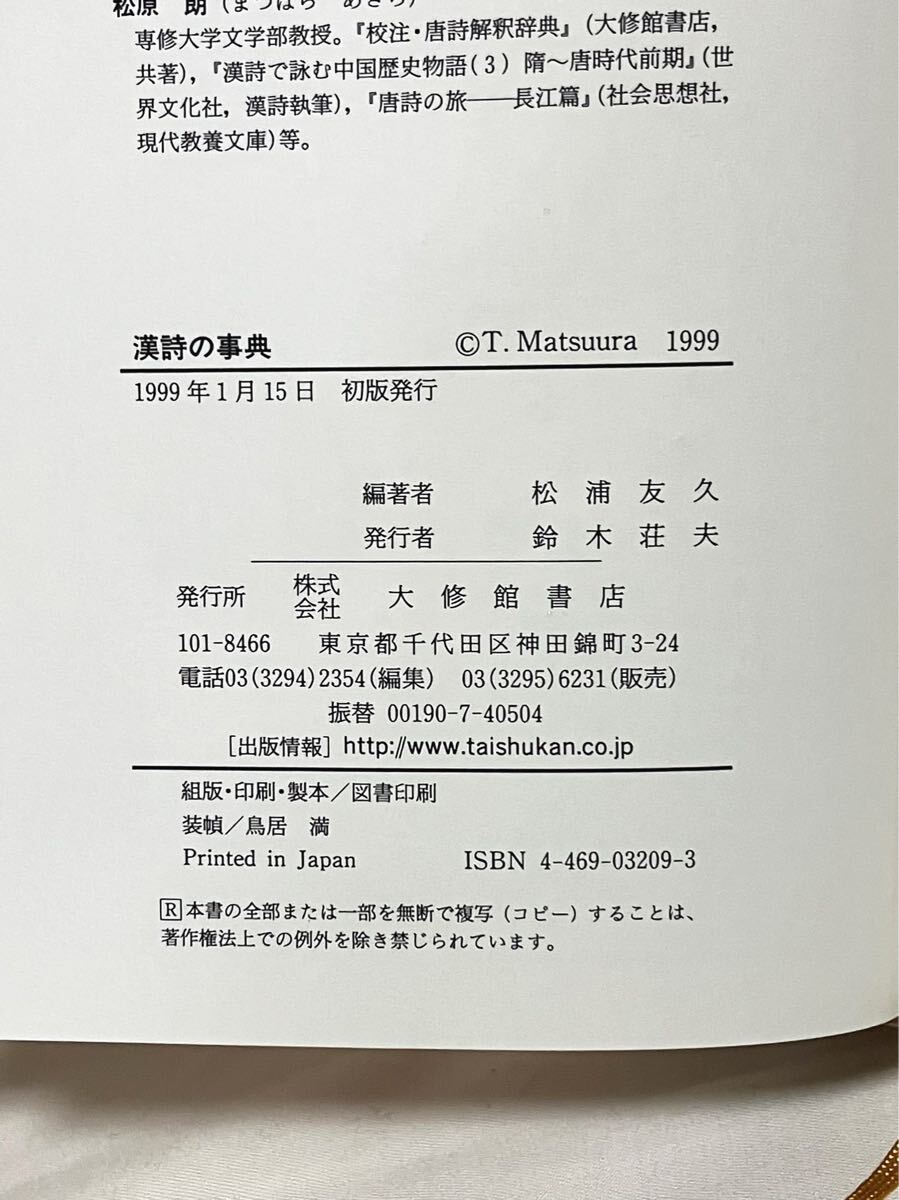 松原 朗(まつばら あきら)
専修大学文学部教授。『校注・唐詩解釈辞典』(大修館書店,
共著),『漢詩で詠む中国歴史物語(3) 隋〜唐時代前期』(世
界文化社,漢詩執筆),『唐詩の旅──長江篇』(社会思想社,
現代教養文庫)等。
漢詩の事典 ©T. Matsuura 1999
1999年1月15日 初版発行
編著者 松浦友久
発行者 鈴木荘夫
発行所 株式会社 大修館書店
101-8466 東京都千代田区神田錦町3-24
電話03(3294)2354(編集) 03(3295)6231(販売)
振替 00190-7-40504
[出版情報] http://www.taishukan.co.jp
組版・印刷・製本/図書印刷
装幀/鳥居 満
Printed in Japan ISBN 4-469-03209-3
Ⓡ本書の全部または一部を無断で複写(コピー)することは、
著作権法上での例外を除き禁じられています。